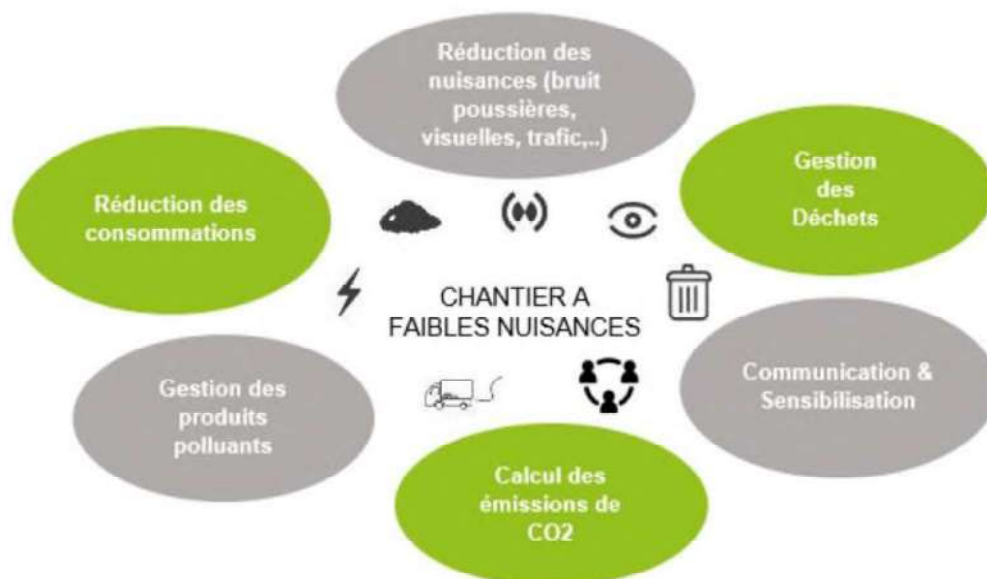 Réduction des
nuisances (bruit
poussières,
visuelles, trafic,..)
Gestion
des
Déchets
Réduction des
consommations
CHANTIER A
FAIBLES NUISANCES
Communication &
Sensibilisation
Gestion des
produits
polluants
Calcul des
émissions de
CO2